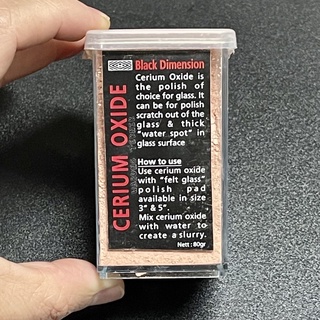 Black Dimension
CERIUM OXIDE
Cerium Oxide is
the polish of
choice for glass. It
can be for polish
scratch out of the
glass & thick
"water spot" in
glass surface
How to use
Use cerium oxide
with "felt glass"
polish pad
available in size
3" & 5".
Mix cerium oxide
with water to
create a slurry.
Nett : 80gr